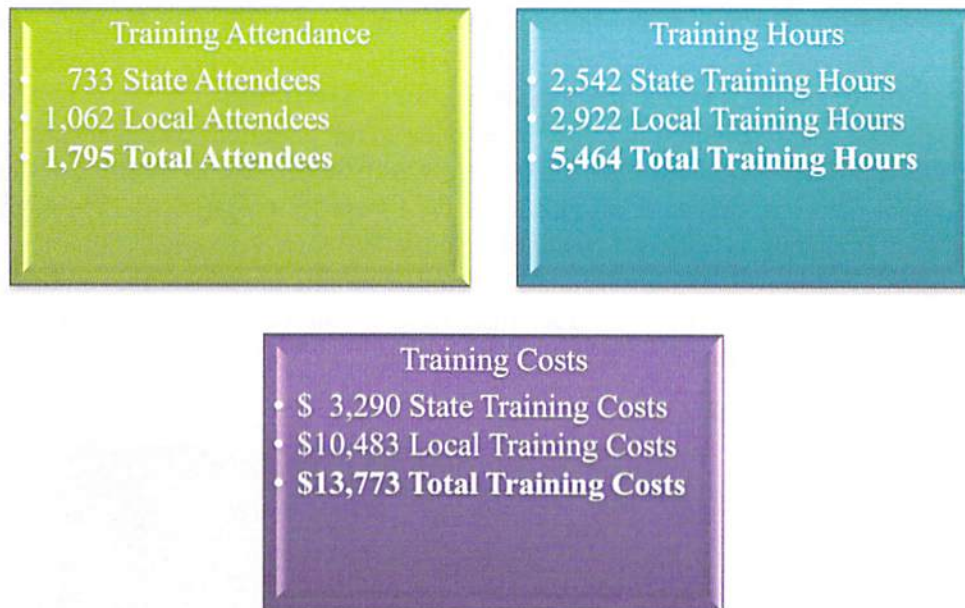 Training Attendance
• 733 State Attendees
• 1,062 Local Attendees
• 1,795 Total Attendees
Training Hours
• 2,542 State Training Hours
• 2,922 Local Training Hours
• 5,464 Total Training Hours
Training Costs
• $ 3,290 State Training Costs
• $10,483 Local Training Costs
• $13,773 Total Training Costs